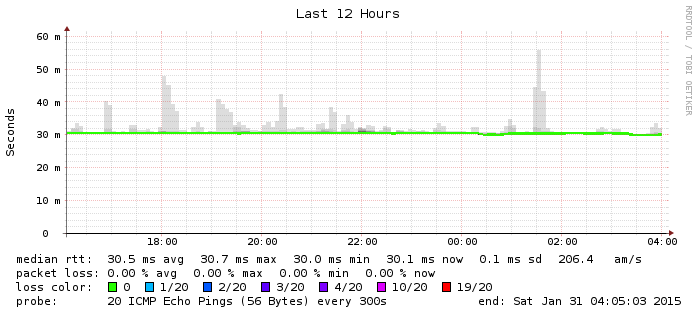 Last 12 Hours
RRDTOOL / TOBI OETIKER
Seconds
60 m
50 m
40 m
30 m
20 m
10 m
0
18:00 20:00 22:00 00:00 02:00 04:00
median rtt: 30.5 ms avg 30.7 ms max 30.0 ms min 30.1 ms now 0.1 ms sd 206.4 am/s
packet loss: 0.00 % avg 0.00 % max 0.00 % min 0.00 % now
loss color: 0 1/20 2/20 3/20 4/20 10/20 19/20
probe: 20 ICMP Echo Pings (56 Bytes) every 300s end: Sat Jan 31 04:05:03 2015